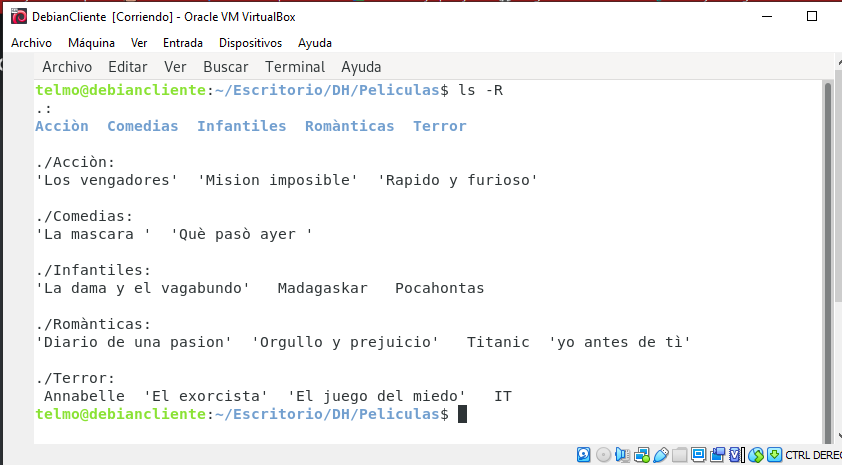 DebianCliente [Corriendo] - Oracle VM VirtualBox
Archivo Máquina Ver Entrada Dispositivos Ayuda
Archivo Editar Ver Buscar Terminal Ayuda
telmo@debiancliente:~/Escritorio/DH/Peliculas$ ls -R
.:
Acciòn Comedias Infantiles Romànticas Terror
./Acciòn:
'Los vengadores' 'Mision imposible' 'Rapido y furioso'
./Comedias:
'La mascara ' 'Què pasò ayer '
./Infantiles:
'La dama y el vagabundo' Madagaskar Pocahontas
./Romànticas:
'Diario de una pasion' 'Orgullo y prejuicio' Titanic 'yo antes de tì'
./Terror:
Annabelle 'El exorcista' 'El juego del miedo' IT
telmo@debiancliente:~/Escritorio/DH/Peliculas$
CTRL DEREC